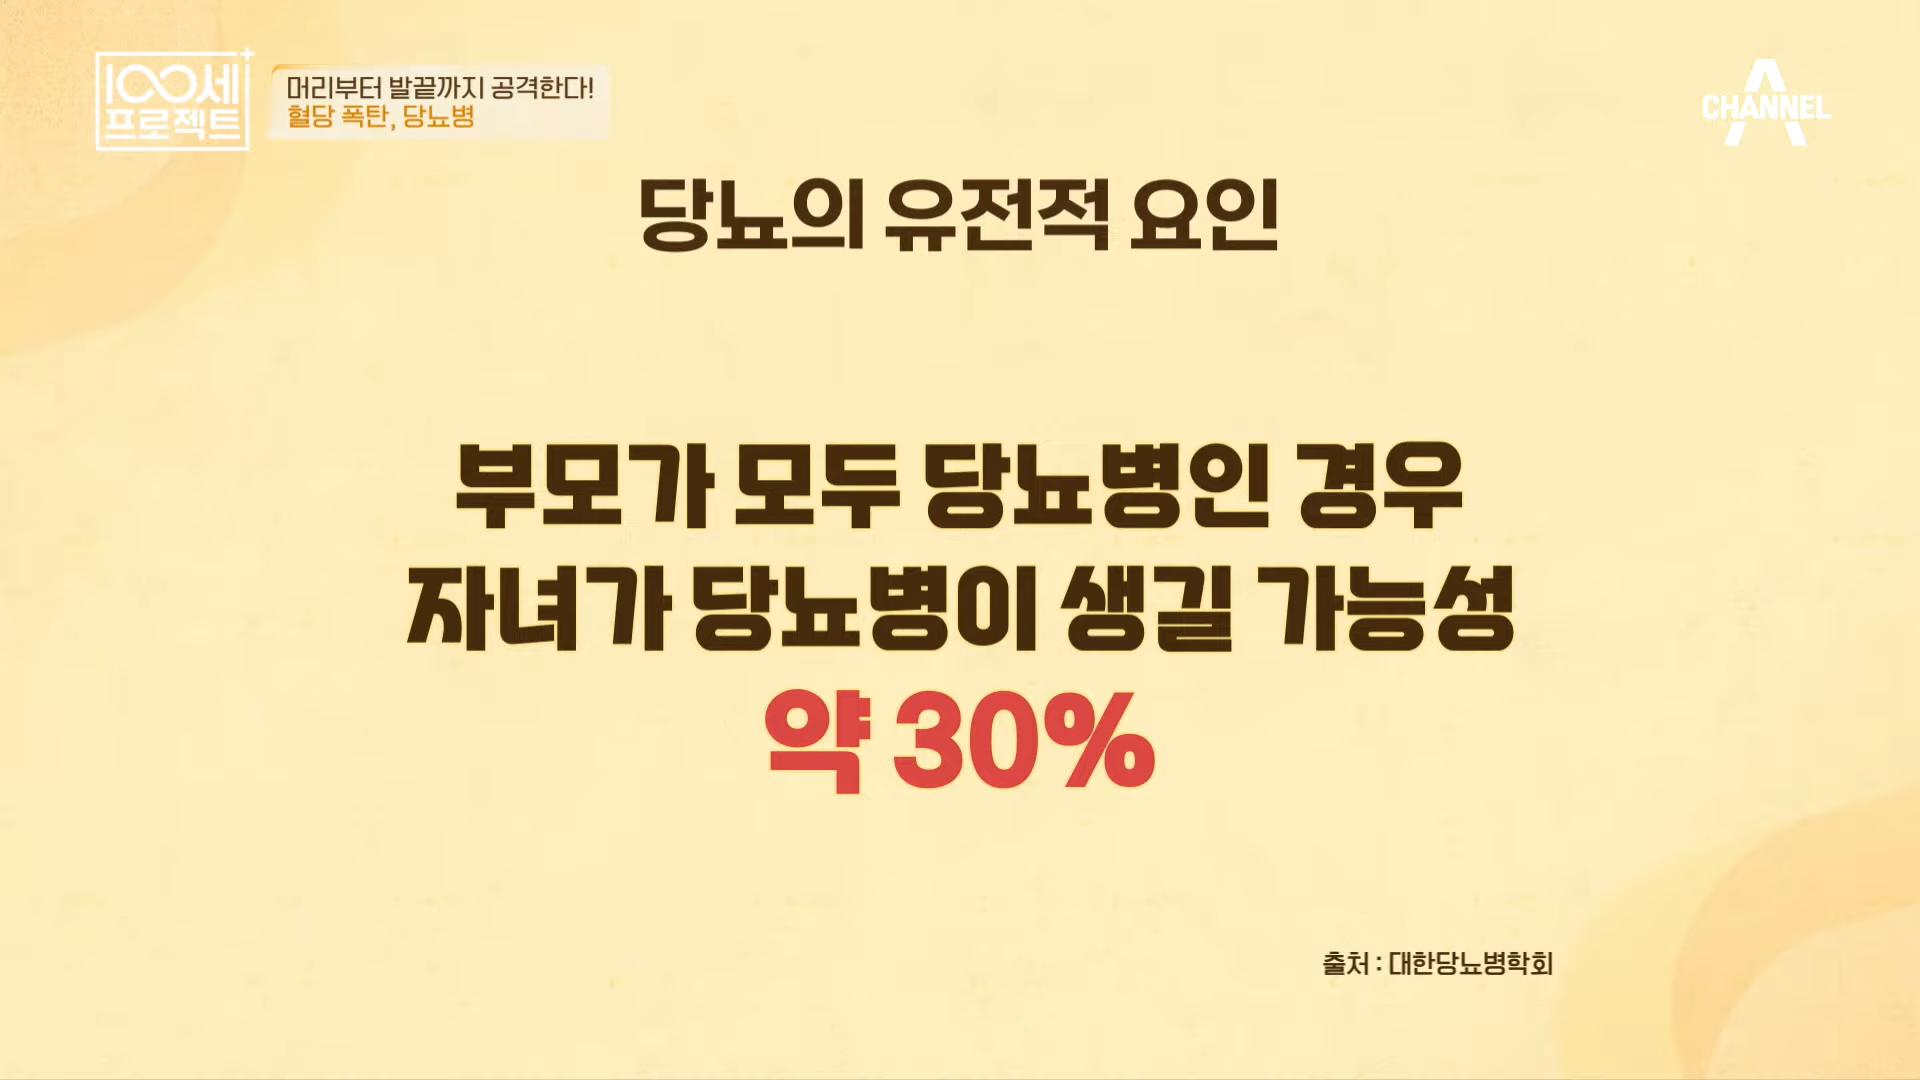 100세+
프로젝트
머리부터 발끝까지 공격한다!
혈당 폭탄, 당뇨병
CHANNEL A
당뇨의 유전적 요인
부모가 모두 당뇨병인 경우
자녀가 당뇨병이 생길 가능성
약 30%
출처 : 대한당뇨병학회